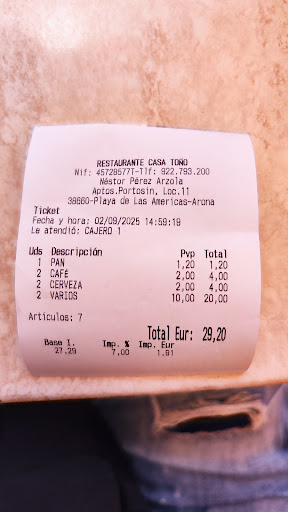 RESTAURANTE CASA TOÑO
Nif: 45728577T-Tlf: 922.793.200
Néstor Pérez Arzola
Aptos.Portosin, Loc.11
38660-Playa de Las Americas-Arona
Ticket
Fecha y hora: 02/09/2025 14:59:19
Le atendió: CAJERO 1
Uds Descripción Pvp Total
1 PAN 1,20 1,20
2 CAFÉ 2,00 4,00
2 CERVEZA 2,00 4,00
2 VARIOS 10,00 20,00
Artículos: 7
Total Eur: 29,20
Base I. Imp. % Imp. Eur
27,29 7,00 1,91